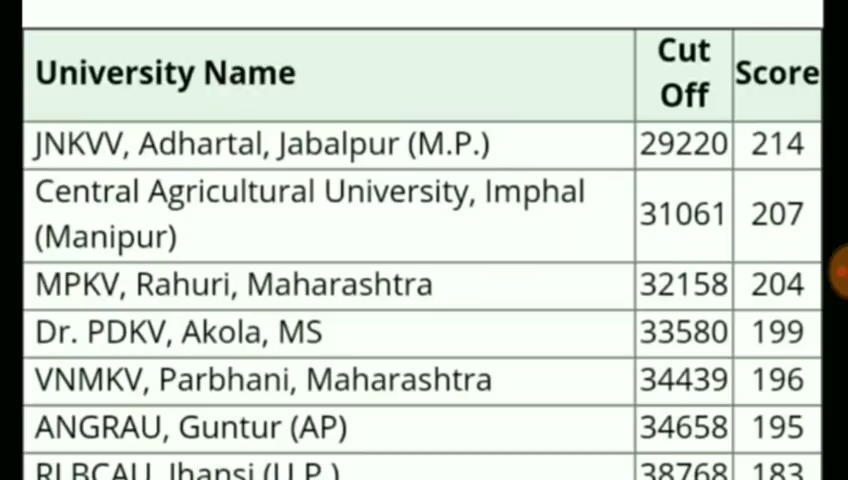 University Name Cut Off Score
JNKVV, Adhartal, Jabalpur (M.P.) 29220 214
Central Agricultural University, Imphal
(Manipur) 31061 207
MPKV, Rahuri, Maharashtra 32158 204
Dr. PDKV, Akola, MS 33580 199
VNMKV, Parbhani, Maharashtra 34439 196
ANGRAU, Guntur (AP) 34658 195
RLBCAU, Jhansi (U.P.) 38768 183